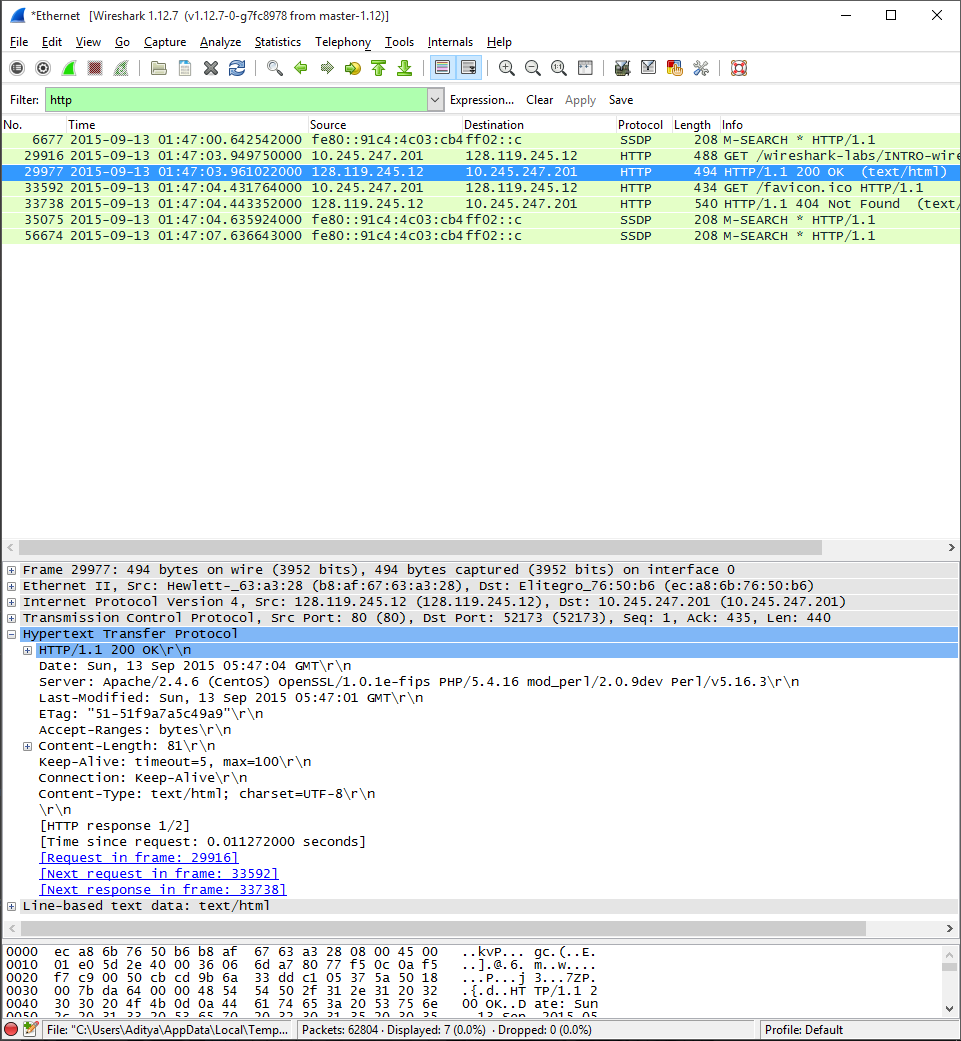 *Ethernet   [Wireshark 1.12.7  (v1.12.7-0-g7fc8978 from master-1.12)]
File Edit View Go Capture Analyze Statistics Telephony Tools Internals Help
Filter: http Expression... Clear Apply Save
No. Time Source Destination Protocol Length Info
6677 2015-09-13 01:47:00.642542000 fe80::91c4:4c03:cb4 ff02::c SSDP 208 M-SEARCH * HTTP/1.1
29916 2015-09-13 01:47:03.949750000 10.245.247.201 128.119.245.12 HTTP 488 GET /wireshark-labs/INTRO-wire
29977 2015-09-13 01:47:03.961022000 128.119.245.12 10.245.247.201 HTTP 494 HTTP/1.1 200 OK  (text/html)
33592 2015-09-13 01:47:04.431764000 10.245.247.201 128.119.245.12 HTTP 434 GET /favicon.ico HTTP/1.1
33738 2015-09-13 01:47:04.443352000 128.119.245.12 10.245.247.201 HTTP 540 HTTP/1.1 404 Not Found  (text/
35075 2015-09-13 01:47:04.635924000 fe80::91c4:4c03:cb4 ff02::c SSDP 208 M-SEARCH * HTTP/1.1
56674 2015-09-13 01:47:07.636643000 fe80::91c4:4c03:cb4 ff02::c SSDP 208 M-SEARCH * HTTP/1.1
Frame 29977: 494 bytes on wire (3952 bits), 494 bytes captured (3952 bits) on interface 0
Ethernet II, Src: Hewlett-_63:a3:28 (b8:af:67:63:a3:28), Dst: Elitegro_76:50:b6 (ec:a8:6b:76:50:b6)
Internet Protocol Version 4, Src: 128.119.245.12 (128.119.245.12), Dst: 10.245.247.201 (10.245.247.201)
Transmission Control Protocol, Src Port: 80 (80), Dst Port: 52173 (52173), Seq: 1, Ack: 435, Len: 440
Hypertext Transfer Protocol
HTTP/1.1 200 OK\r\n
Date: Sun, 13 Sep 2015 05:47:04 GMT\r\n
Server: Apache/2.4.6 (CentOS) OpenSSL/1.0.1e-fips PHP/5.4.16 mod_perl/2.0.9dev Perl/v5.16.3\r\n
Last-Modified: Sun, 13 Sep 2015 05:47:01 GMT\r\n
ETag: "51-51f9a7a5c49a9"\r\n
Accept-Ranges: bytes\r\n
Content-Length: 81\r\n
Keep-Alive: timeout=5, max=100\r\n
Connection: Keep-Alive\r\n
Content-Type: text/html; charset=UTF-8\r\n
\r\n
[HTTP response 1/2]
[Time since request: 0.011272000 seconds]
[Request in frame: 29916]
[Next request in frame: 33592]
[Next response in frame: 33738]
Line-based text data: text/html
0000  ec a8 6b 76 50 b6 b8 af  67 63 a3 28 08 00 45 00   ..kvP... gc.(..E.
0010  01 e0 5d 2e 40 00 36 06  6d a7 80 77 f5 0c 0a f5   ..].@.6. m..w....
0020  f7 c9 00 50 cb cd 9b 6a  33 dd c1 05 37 5a 50 18   ...P...j 3...7ZP.
0030  00 7b da 64 00 00 48 54  54 50 2f 31 2e 31 20 32   .{.d..HT TP/1.1 2
0040  30 30 20 4f 4b 0d 0a 44  61 74 65 3a 20 53 75 6e   00 OK..D ate: Sun
0050  2c 20 31 33 20 53 65 70  20 32 30 31 35 20 30 35   , 13 Sep  2015 05
File: "C:\Users\Aditya\AppData\Local\Temp... Packets: 62804 · Displayed: 7 (0.0%) · Dropped: 0 (0.0%) Profile: Default